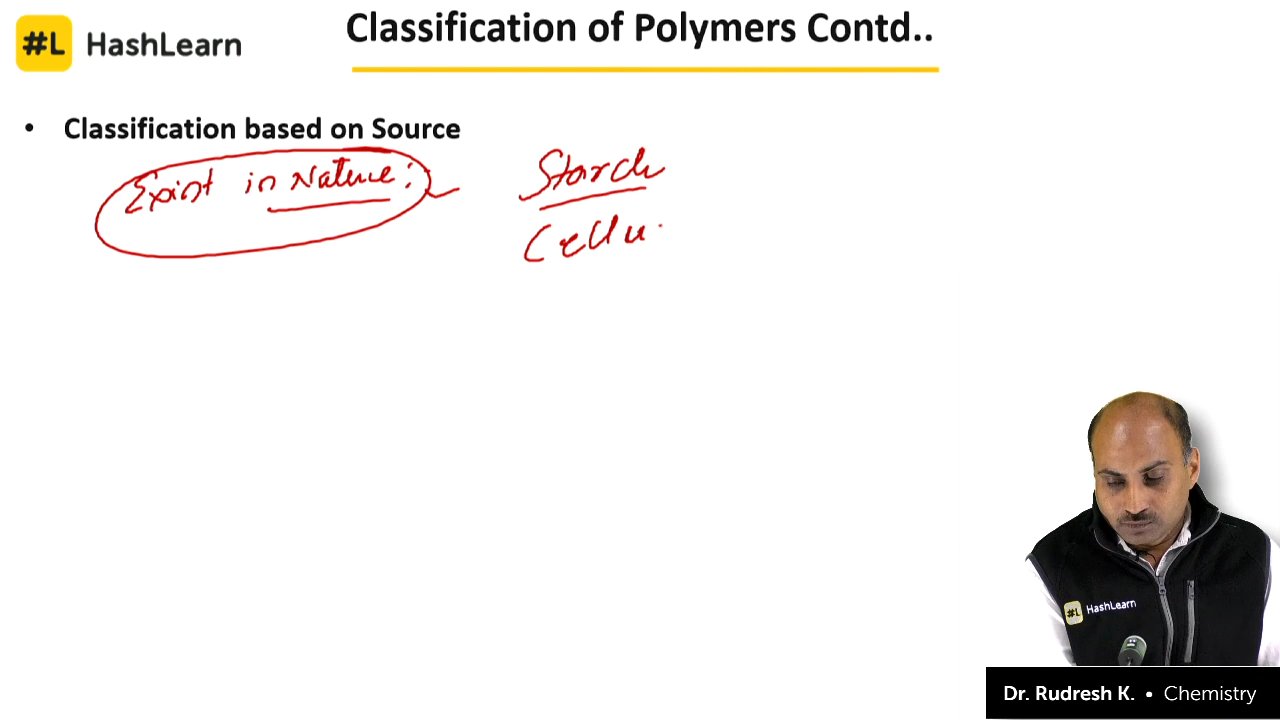 #L HashLearn
Classification of Polymers Contd..
• Classification based on Source
Exist in Nature:
Starch
Cellu
#L HashLearn
Dr. Rudresh K. • Chemistry